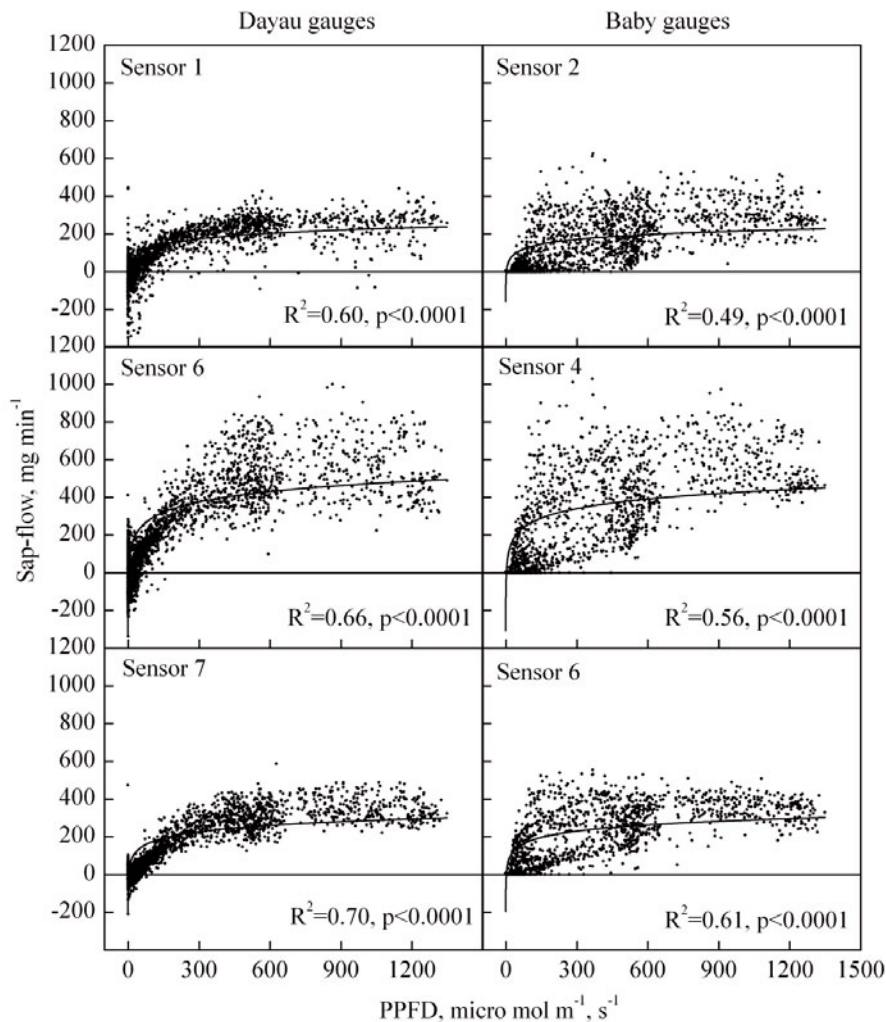 Dayau gauges Baby gauges
1200
Sensor 1 Sensor 2
1000
800
600
400
200
0
-200
R²=0.60, p<0.0001 R²=0.49, p<0.0001
1200
Sensor 6 Sensor 4
1000
800
600
400
200
0
-200
R²=0.66, p<0.0001 R²=0.56, p<0.0001
1200
Sensor 7 Sensor 6
1000
800
600
400
200
0
-200
R²=0.70, p<0.0001 R²=0.61, p<0.0001
Sap-flow, mg min⁻¹
0 300 600 900 1200 0 300 600 900 1200 1500
PPFD, micro mol m⁻¹, s⁻¹